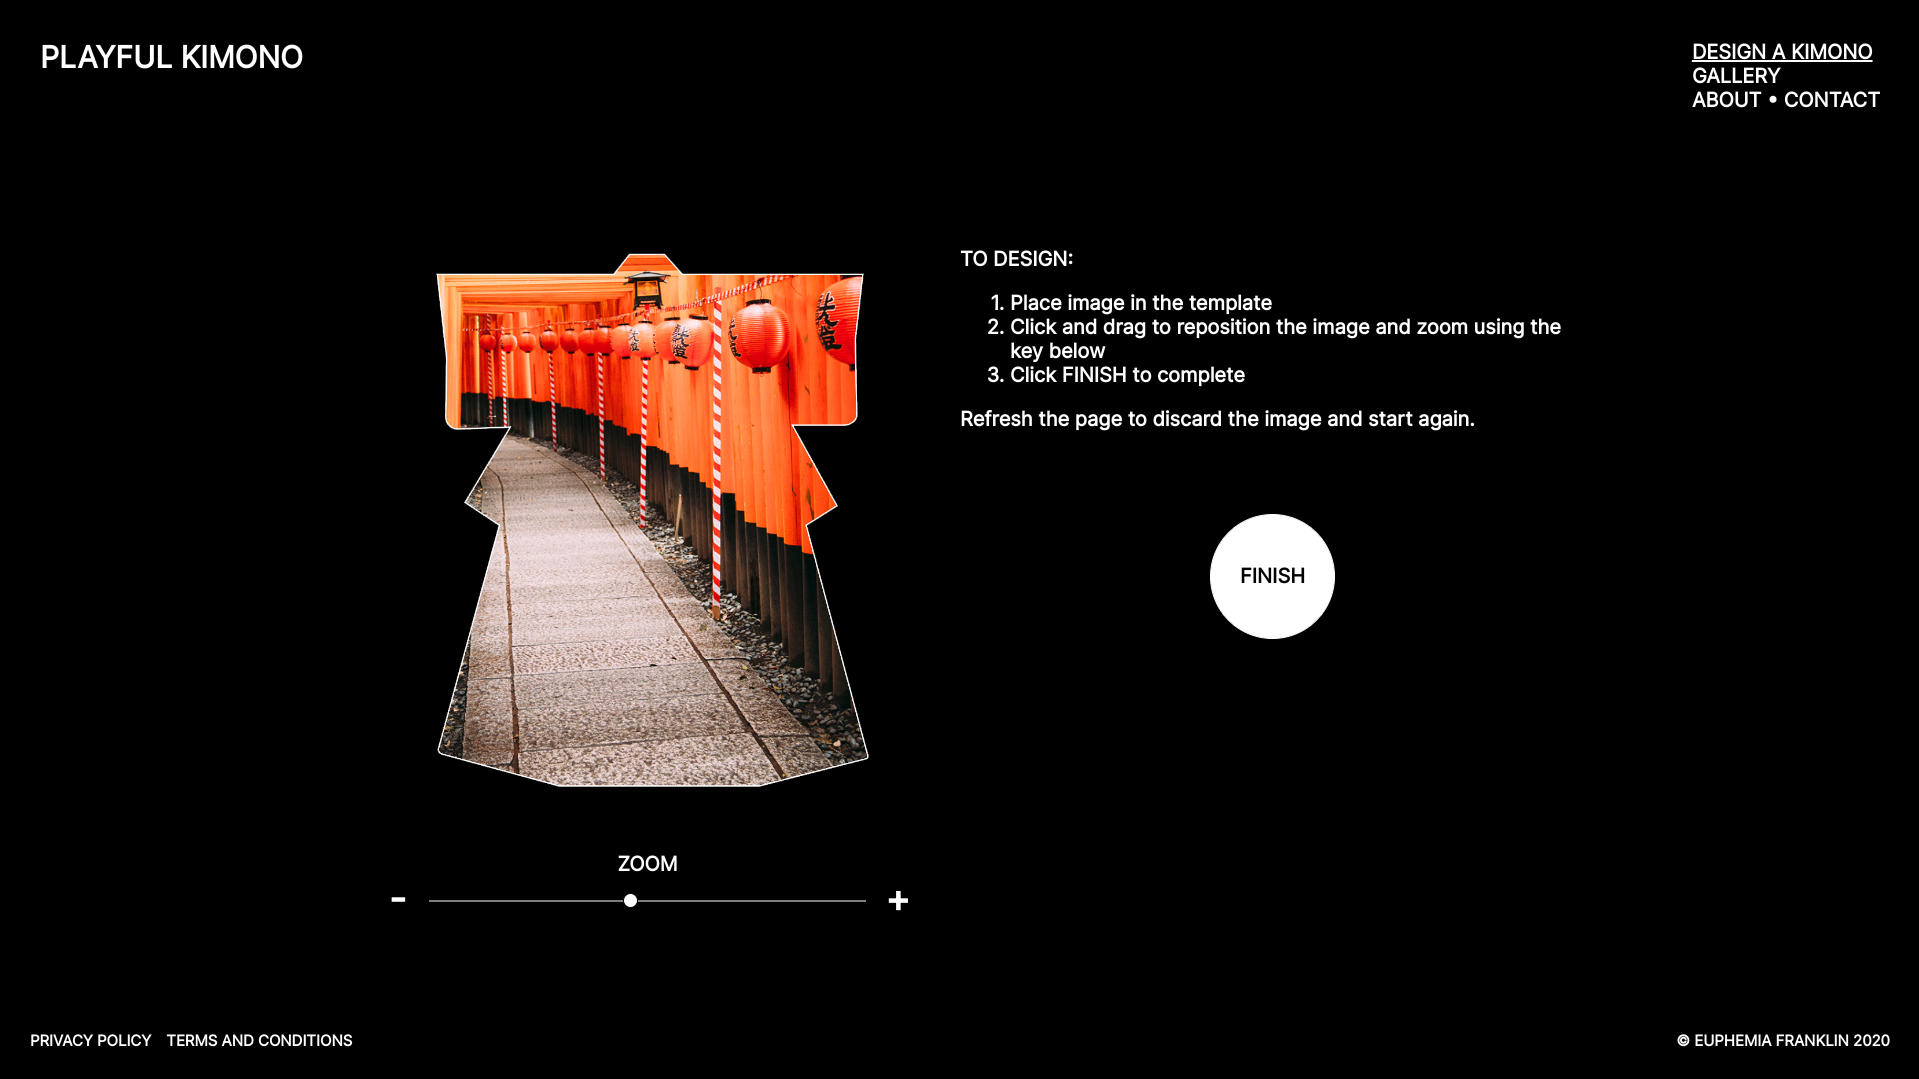 PLAYFUL KIMONO
DESIGN A KIMONO
GALLERY
ABOUT • CONTACT
TO DESIGN:
1. Place image in the template
2. Click and drag to reposition the image and zoom using the
key below
3. Click FINISH to complete
Refresh the page to discard the image and start again.
FINISH
ZOOM
- +
PRIVACY POLICY TERMS AND CONDITIONS
© EUPHEMIA FRANKLIN 2020